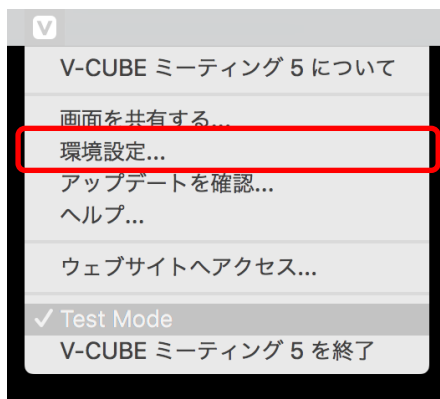 V
V-CUBE ミーティング 5 について
画面を共有する...
環境設定...
アップデートを確認...
ヘルプ...
ウェブサイトへアクセス...
✓ Test Mode
V-CUBE ミーティング 5 を終了